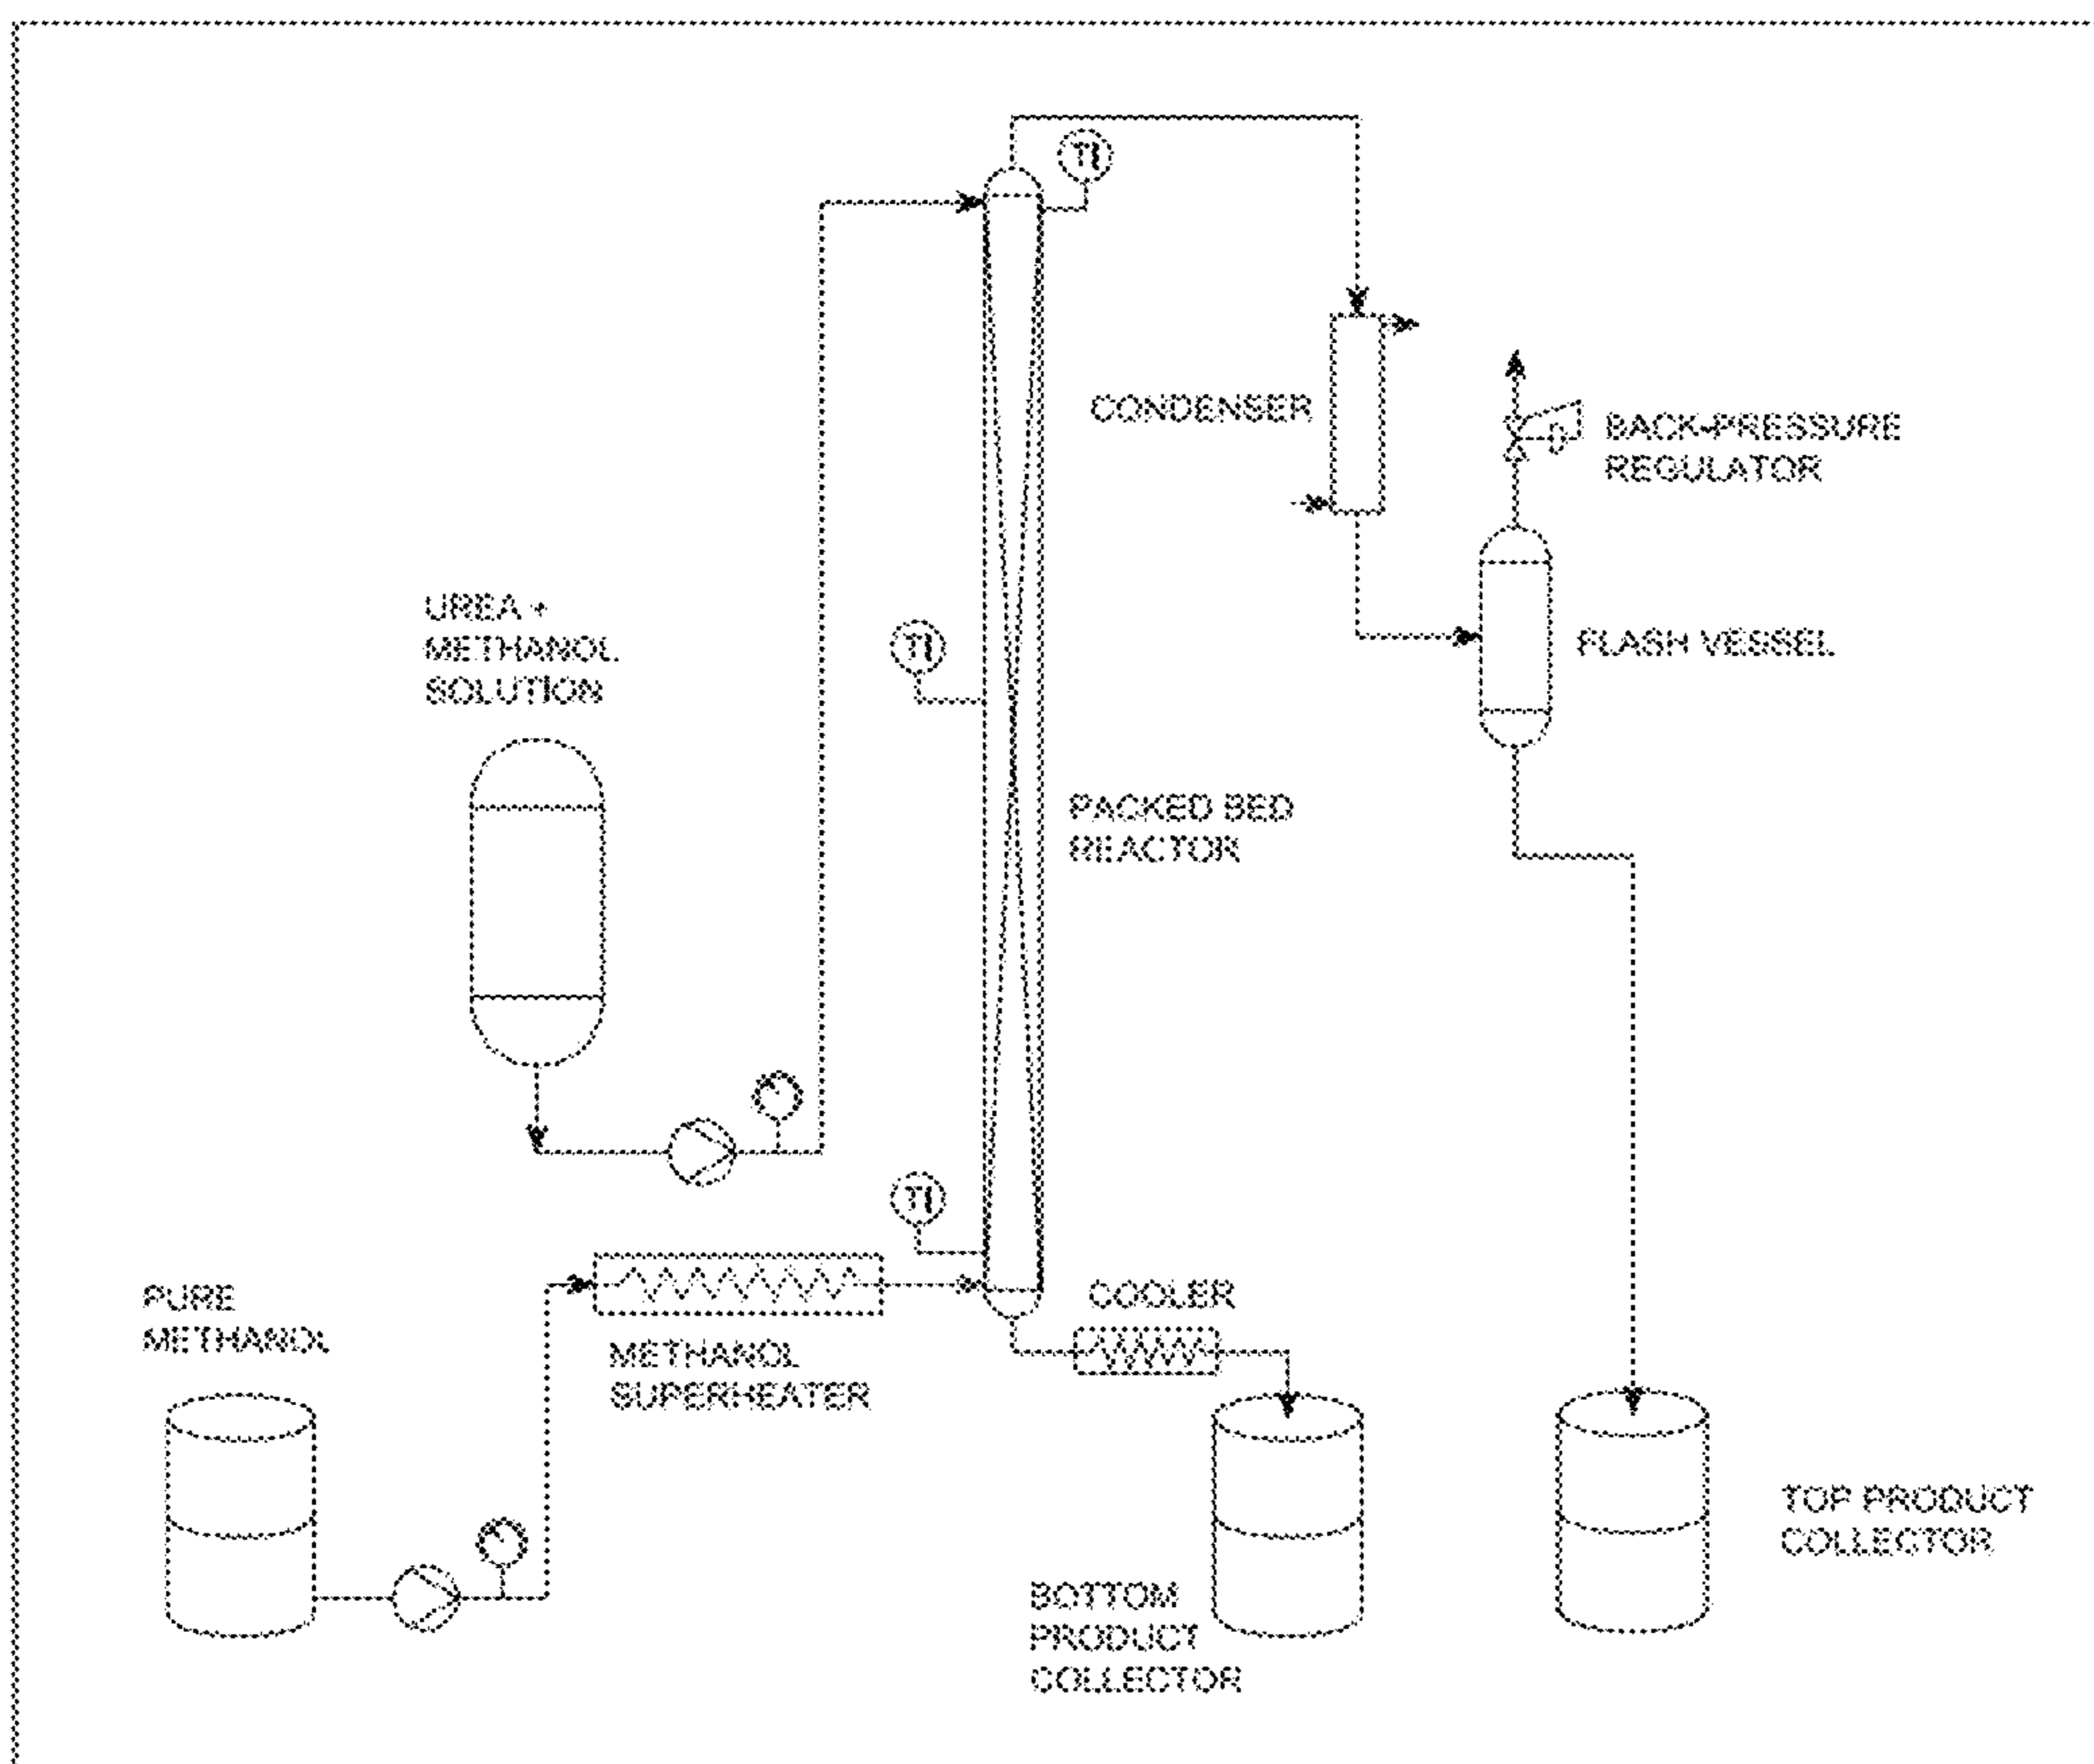 TI
CONDENSER
BACK-PRESSURE
REGULATOR
UREA +
METHANOL
SOLUTION
TI
FLASH VESSEL
PACKED BED
REACTOR
TI
PURE
METHANOL
METHANOL
SUPERHEATER
COOLER
TOP PRODUCT
COLLECTOR
BOTTOM
PRODUCT
COLLECTOR